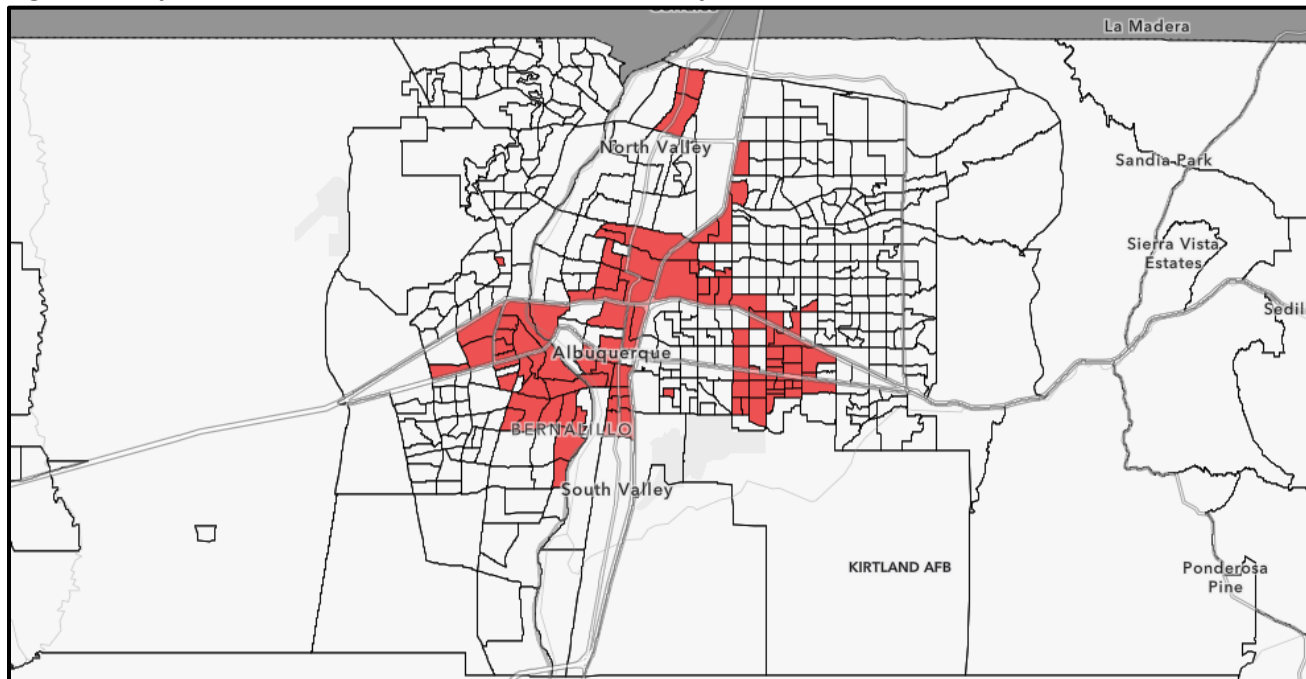 La Madera
North Valley
Sandia Park
Sierra Vista
Estates
Albuquerque
BERNALILLO
South Valley
KIRTLAND AFB
Ponderosa
Pine